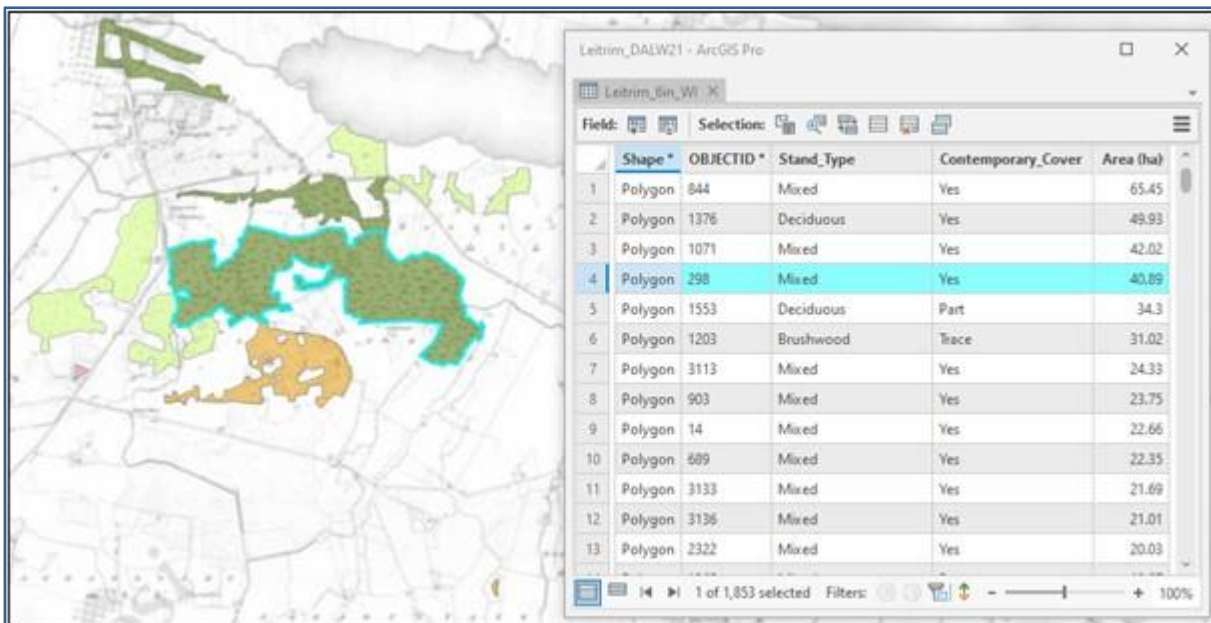 Leitrim_DALW21 - ArcGIS Pro
Leitrim_6in_WI
Field: Selection:
Shape * OBJECTID * Stand_Type Contemporary_Cover Area (ha)
1 Polygon 844 Mixed Yes 65.45
2 Polygon 1376 Deciduous Yes 49.93
3 Polygon 1071 Mixed Yes 42.02
4 Polygon 298 Mixed Yes 40.89
5 Polygon 1553 Deciduous Part 34.3
6 Polygon 1203 Brushwood Trace 31.02
7 Polygon 3113 Mixed Yes 24.33
8 Polygon 903 Mixed Yes 23.75
9 Polygon 14 Mixed Yes 22.66
10 Polygon 689 Mixed Yes 22.35
11 Polygon 3133 Mixed Yes 21.69
12 Polygon 3136 Mixed Yes 21.01
13 Polygon 2322 Mixed Yes 20.03
1 of 1,853 selected Filters: - + 100%